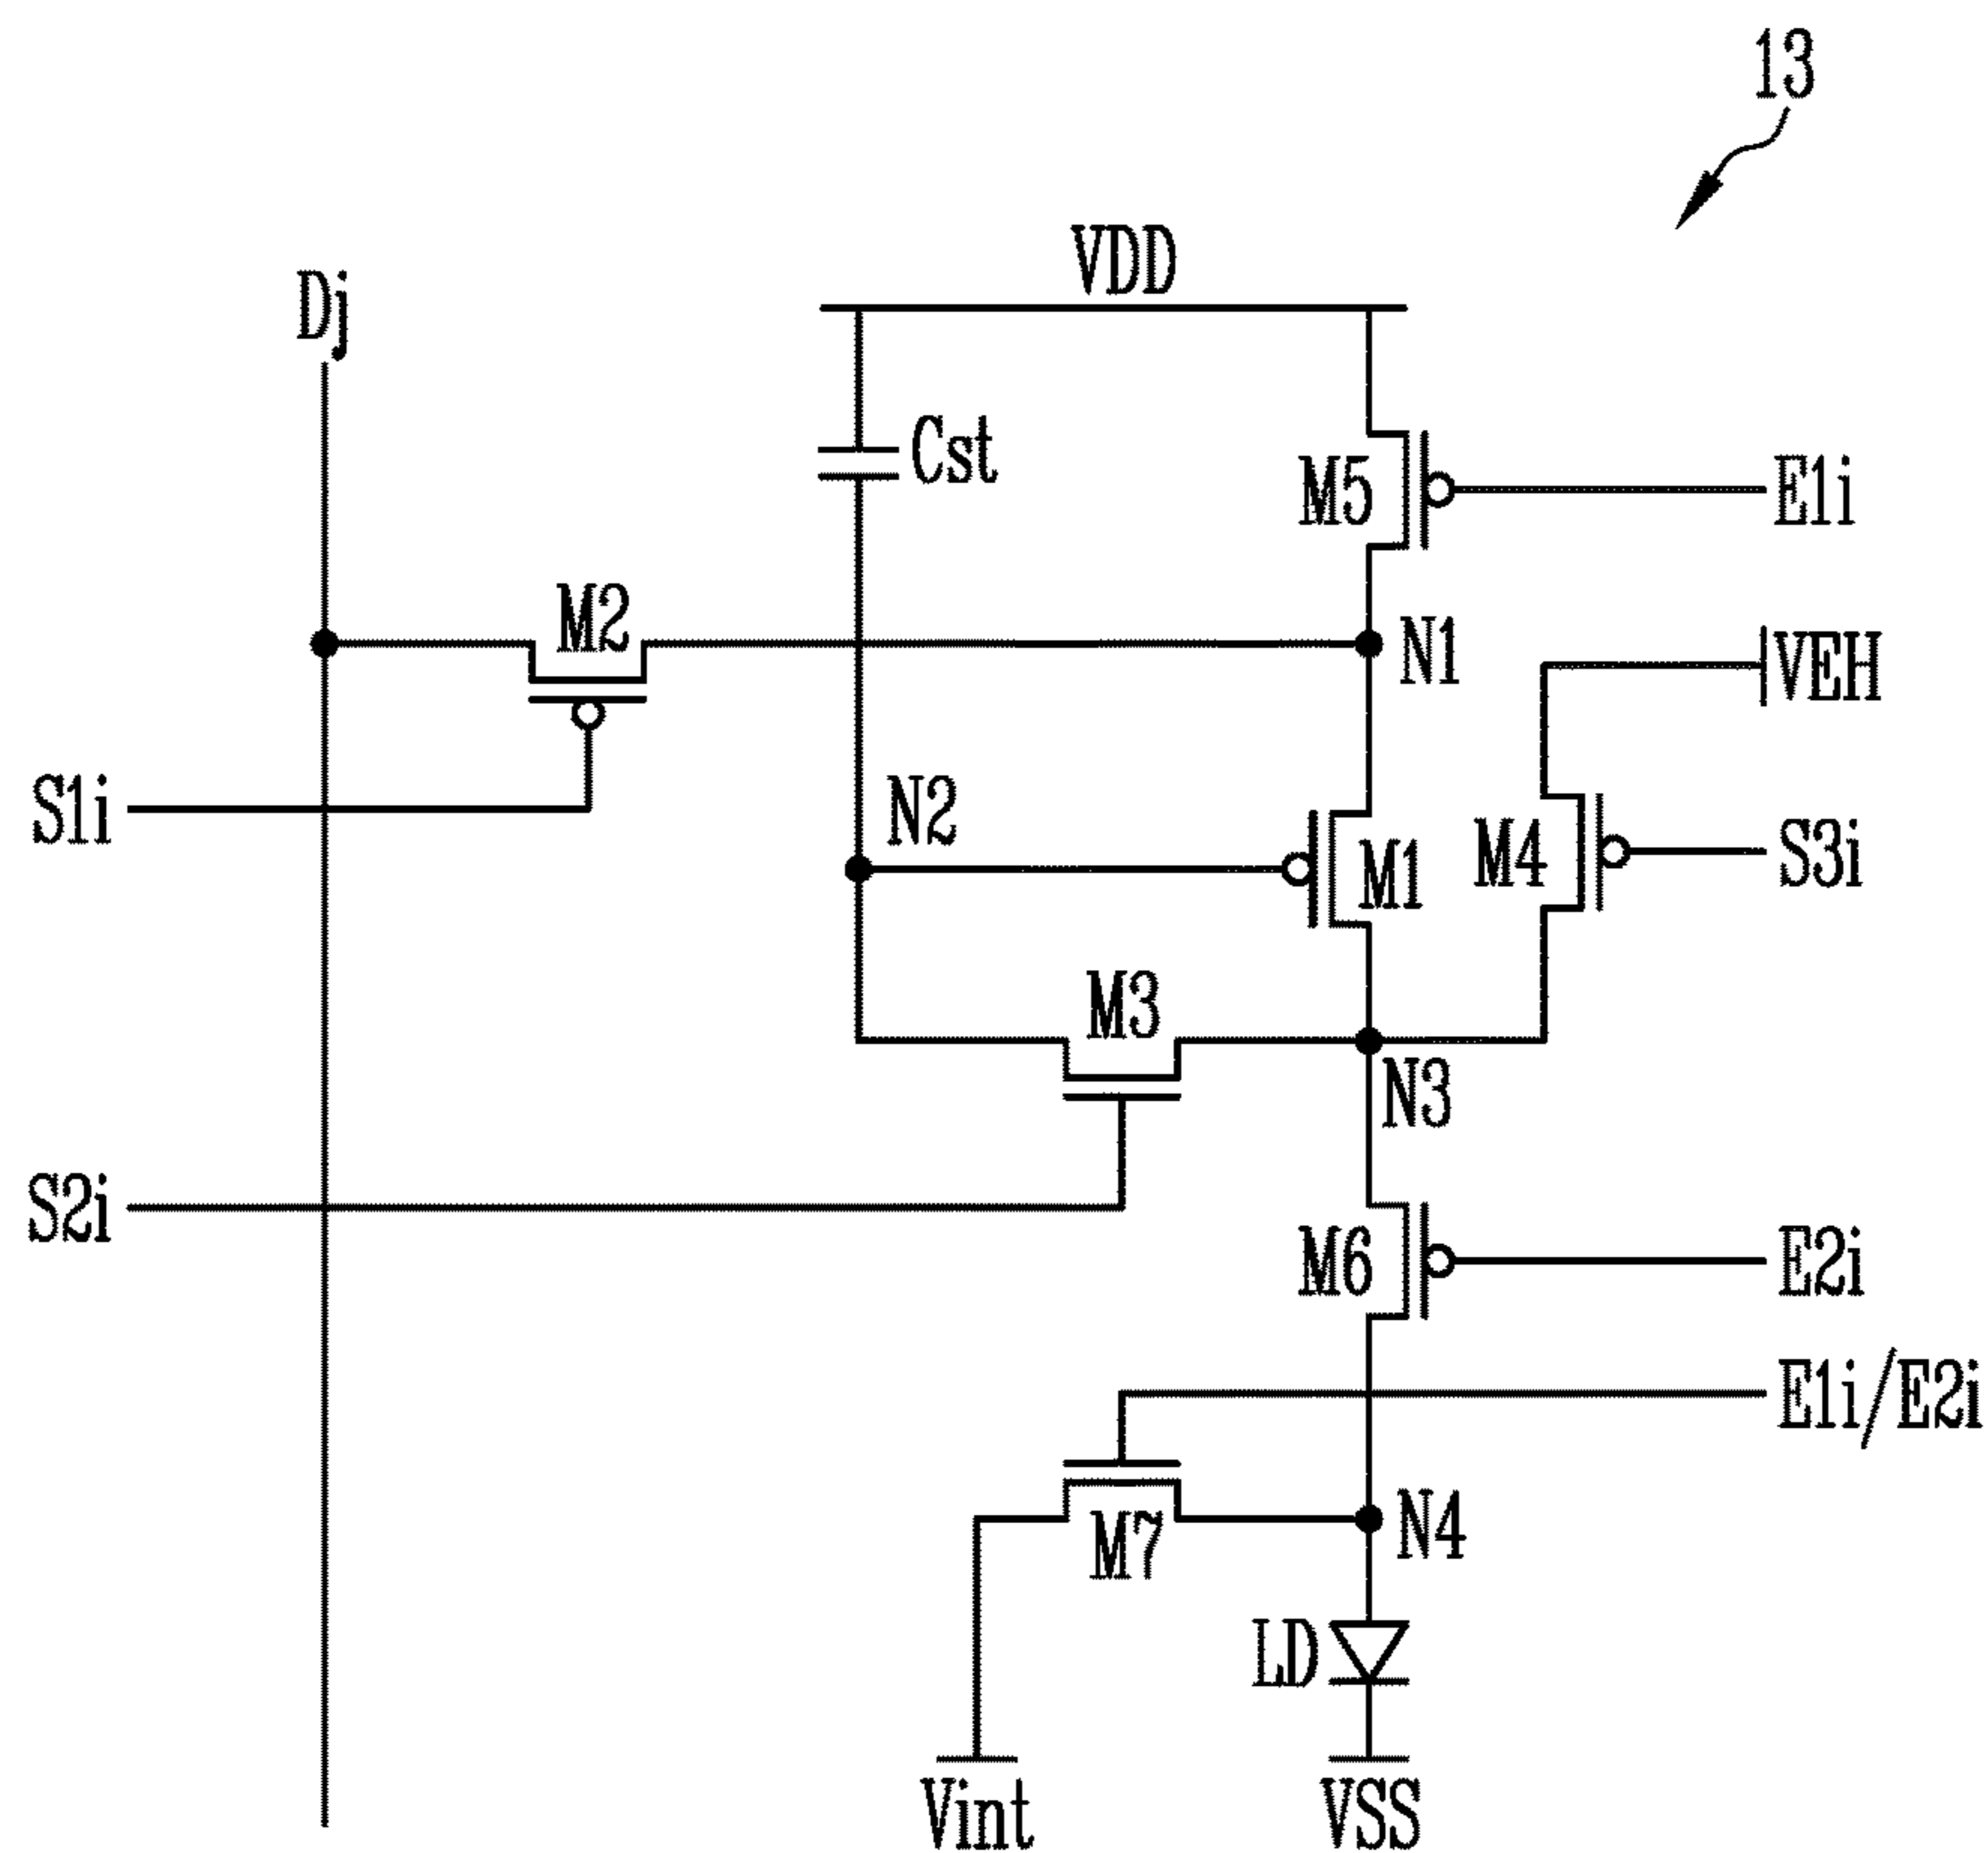 13
VDD
Dj
Cst
M5
E1i
M2
N1
VEH
S1i
N2
M1
M4
S3i
M3
N3
S2i
M6
E2i
E1i/E2i
M7
N4
LD
Vint
VSS